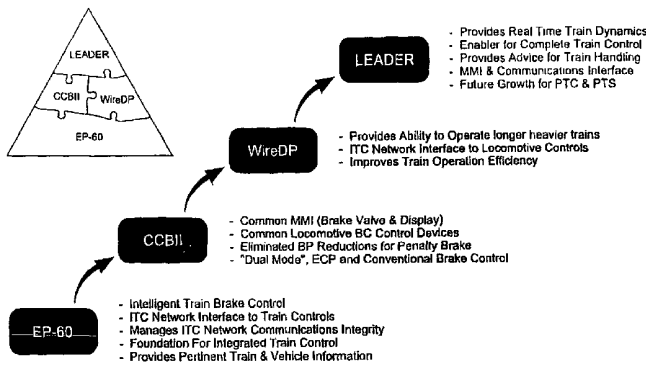 LEADER
CCBII
WireDP
EP-60
LEADER
- Provides Real Time Train Dynamics
- Enabler for Complete Train Control
- Provides Advice for Train Handling
- MMI & Communications Interface
- Future Growth for PTC & PTS
WireDP
- Provides Ability to Operate longer heavier trains
- ITC Network Interface to Locomotive Controls
- Improves Train Operation Efficiency
CCBII
- Common MMI (Brake Valvo & Display)
- Common Locomotive BC Control Devices
- Eliminated BP Reductions for Penalty Brake
- "Dual Mode", ECP and Conventional Brake Control
EP-60
- Intelligent Train Brake Control
- ITC Network Interface to Train Controls
- Manages ITC Network Communications Integrity
- Foundation For Integrated Train Control
- Provides Pertinent Train & Vehicle Information